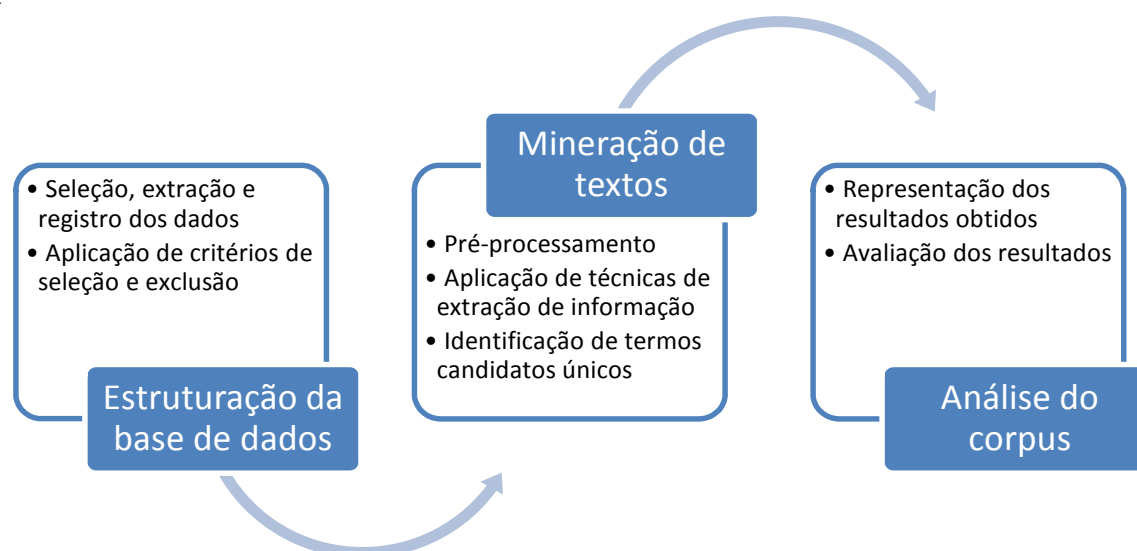 • Seleção, extração e
registro dos dados
• Aplicação de critérios de
seleção e exclusão
Estruturação da
base de dados
Mineração de
textos
• Pré-processamento
• Aplicação de técnicas de
extração de informação
• Identificação de termos
candidatos únicos
• Representação dos
resultados obtidos
• Avaliação dos resultados
Análise do
corpus